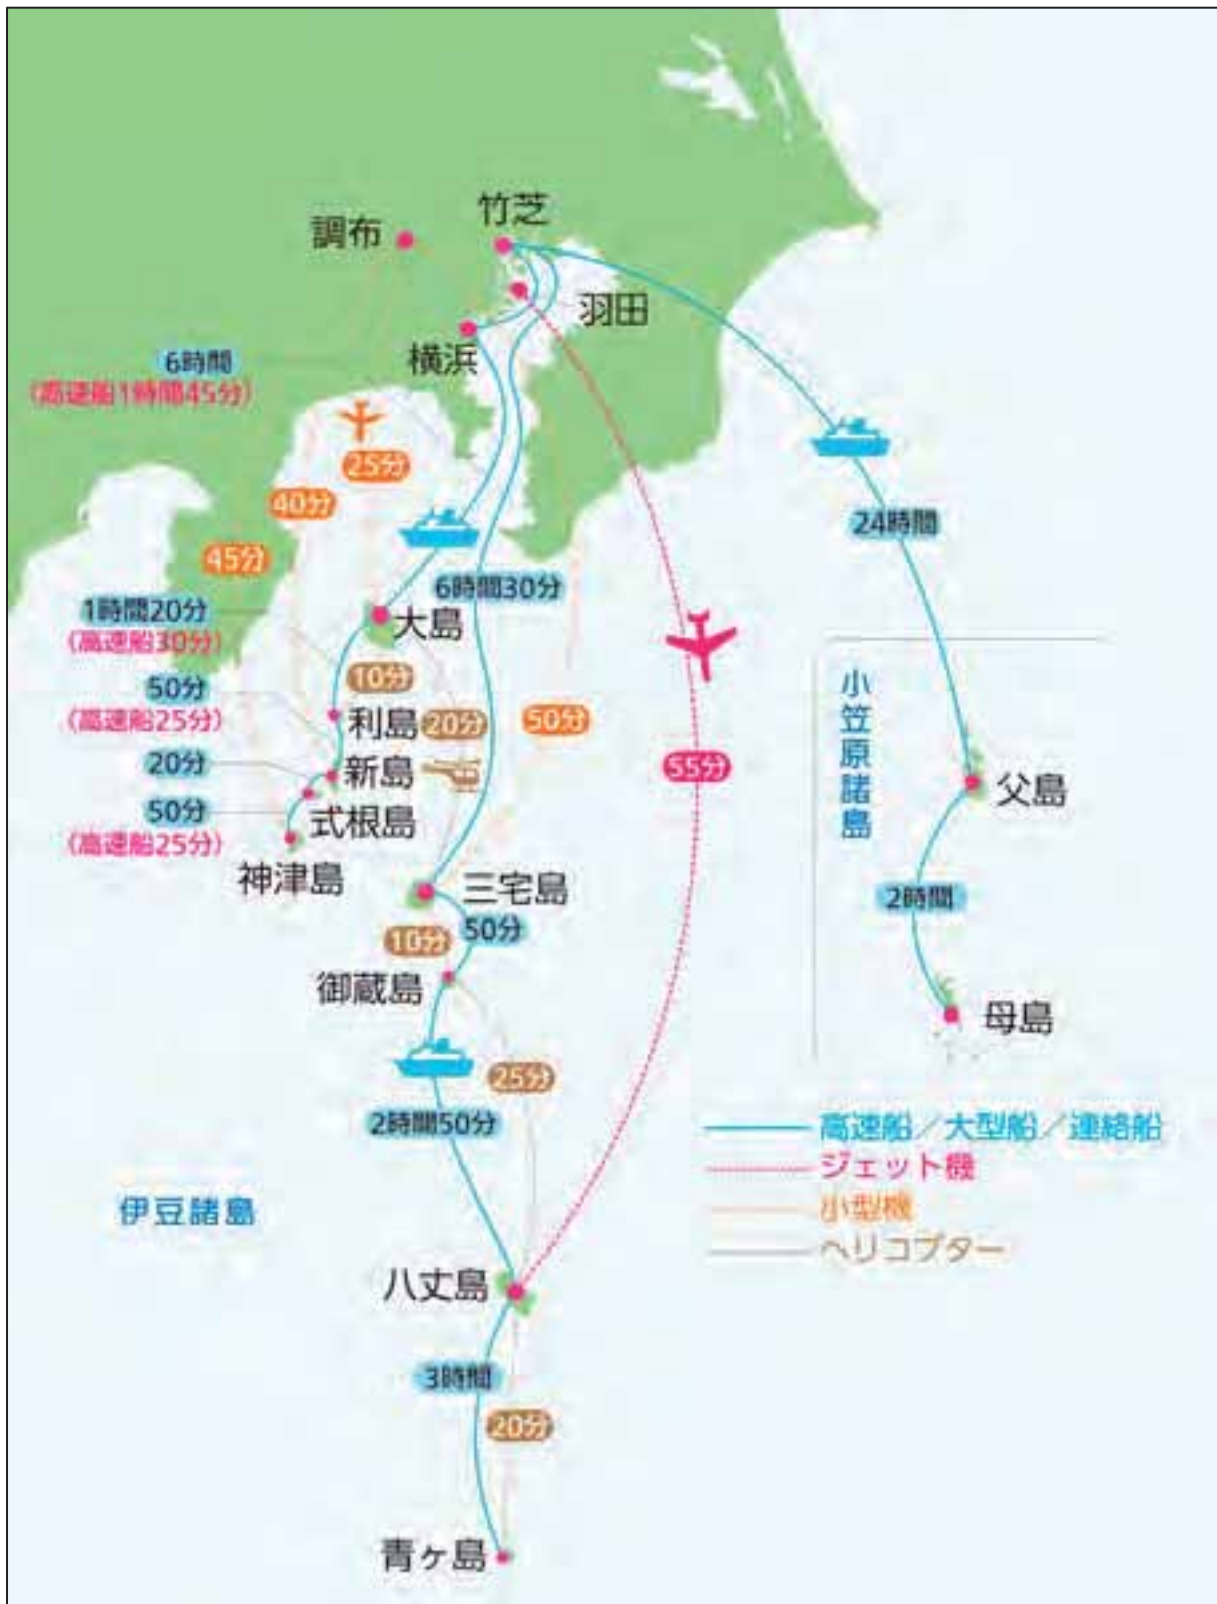 竹芝
調布
羽田
横浜
6時間
(高速船1時間45分)
25分
40分
24時間
45分
6時間30分
1時間20分
(高速船30分)
大島
10分
50分
(高速船25分)
利島
20分
50分
55分
小笠原諸島
20分
新島
父島
50分
(高速船25分)
式根島
神津島
三宅島
2時間
10分
50分
御蔵島
母島
25分
2時間50分
高速船/大型船/連絡船
ジェット機
小型機
ヘリコプター
伊豆諸島
八丈島
3時間
20分
青ヶ島